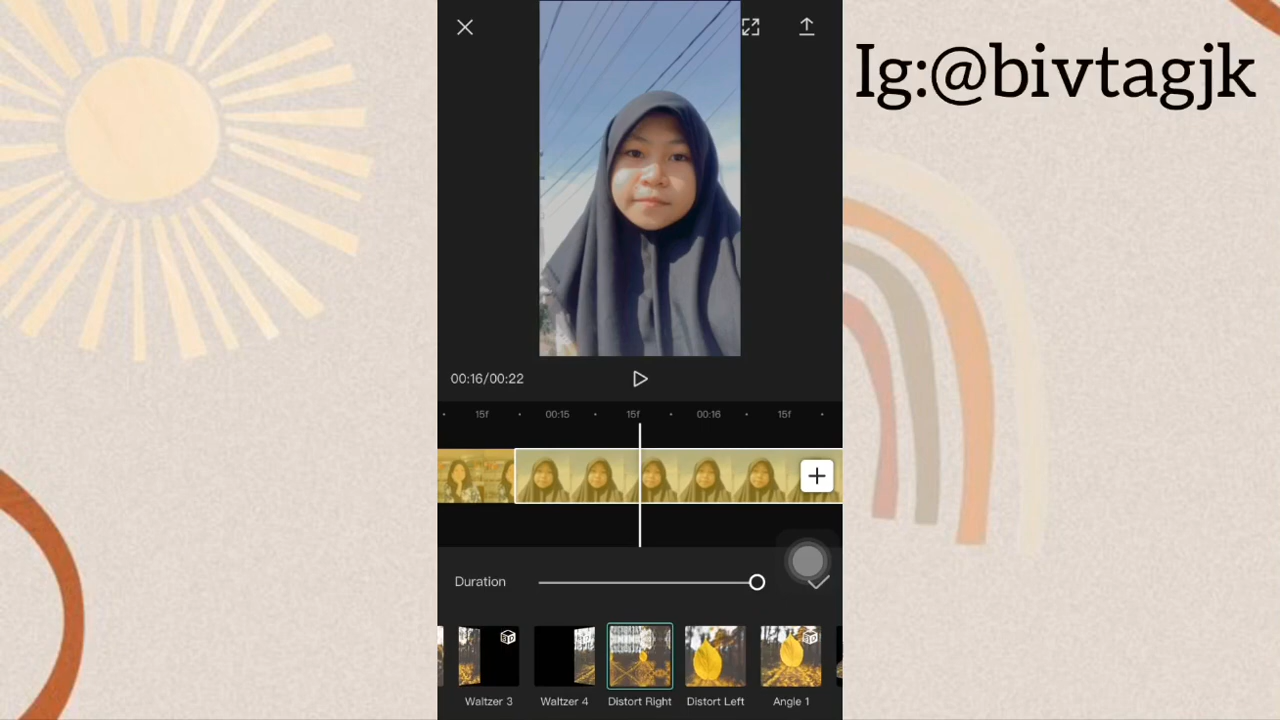 Ig:@bivtagjk
00:16/00:22
15f 00:15 15f 00:16 15f
Duration
Waltzer 3 Waltzer 4 Distort Right Distort Left Angle 1